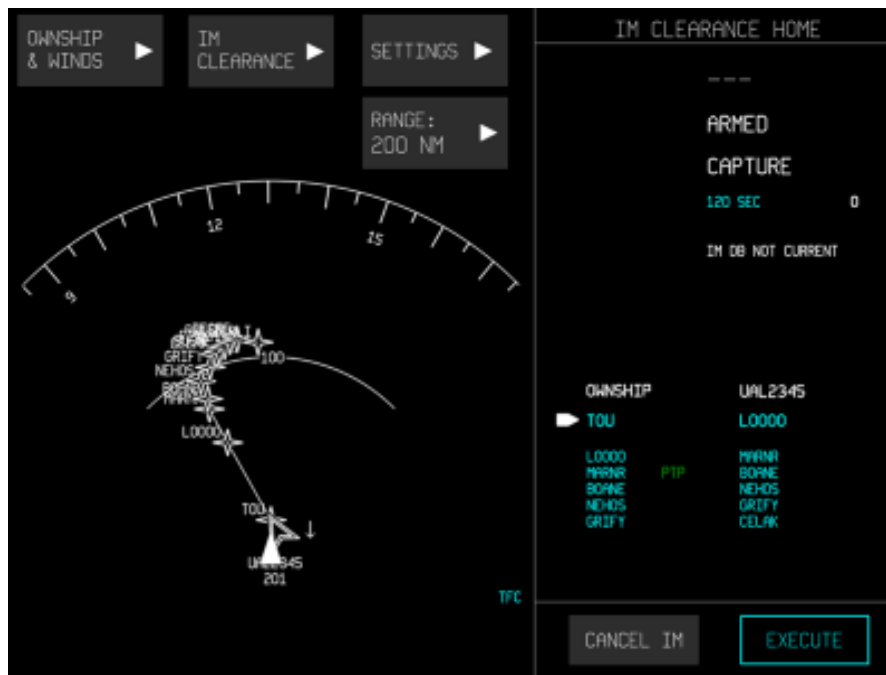 OWNSHIP
& WINDS
IM
CLEARANCE
SETTINGS
RANGE:
200 NM
9
12
15
GRIFY
NEHOS
100
LOOOO
TOU
UAL2345
201
TFC
IM CLEARANCE HOME
---
ARMED
CAPTURE
120 SEC 0
IM DB NOT CURRENT
OWNSHIP UAL2345
TOU LOOOO
LOOOO MARNR
MARNR PTP BOANE
BOANE NEHOS
NEHOS GRIFY
GRIFY CELAK
CANCEL IM EXECUTE